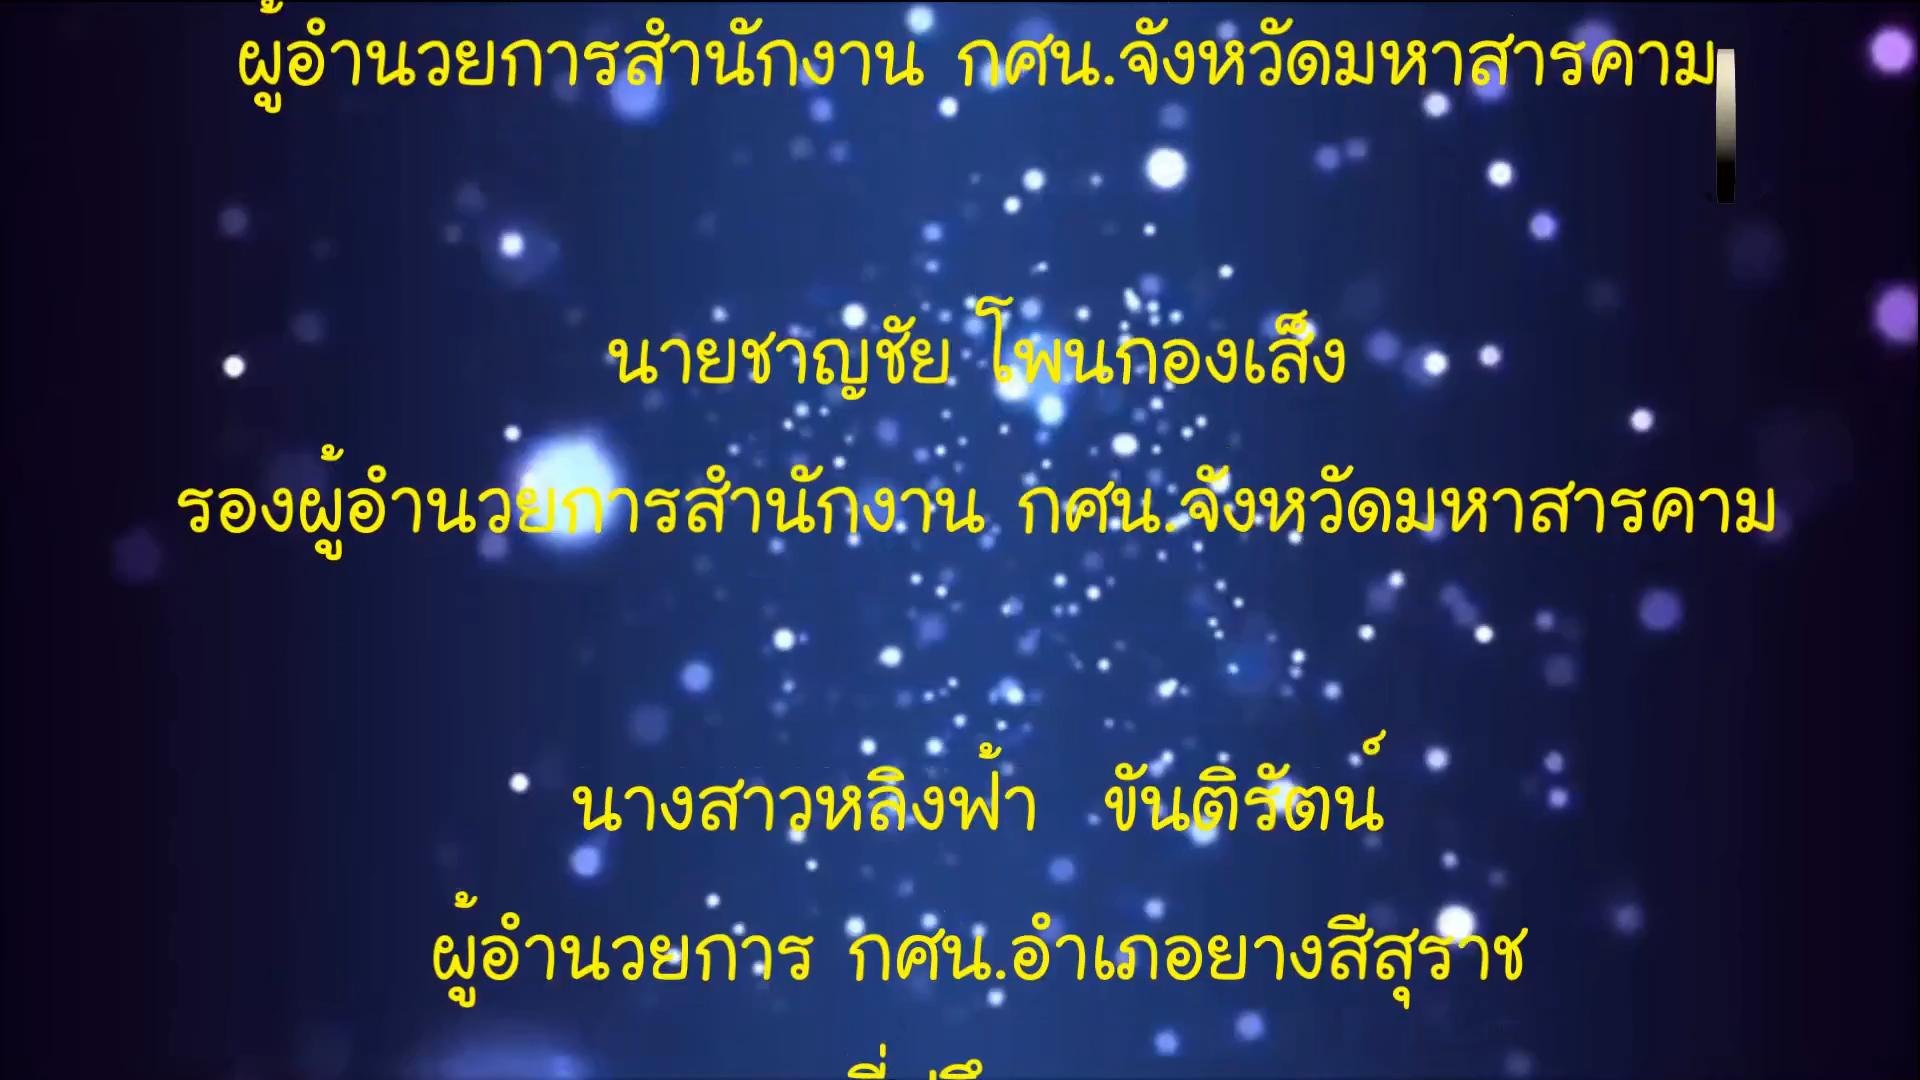 ผู้อำนวยการสำนักงาน กศน.จังหวัดมหาสารคาม
นายชาญชัย โพนกองเส็ง
รองผู้อำนวยการสำนักงาน กศน.จังหวัดมหาสารคาม
นางสาวหลิงฟ้า ขันติรัตน์
ผู้อำนวยการ กศน.อำเภอยางสีสุราช